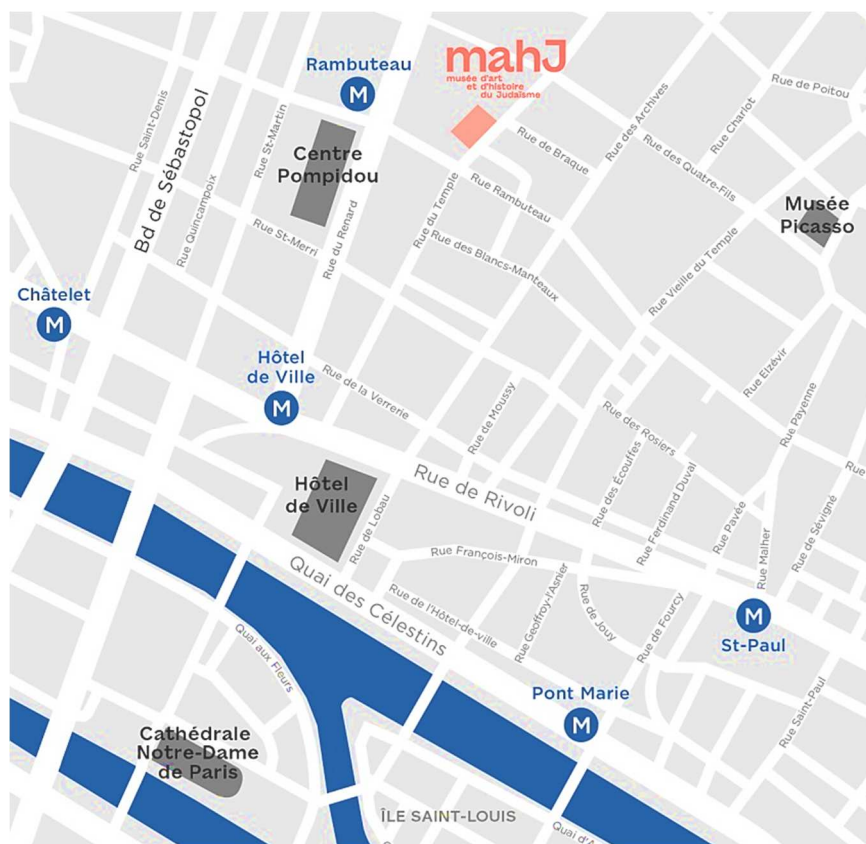 mahJ
musée d'art
et d'histoire
du Judaïsme
Rambuteau
M
Rue de Poitou
Rue Saint-Denis
Bd de Sébastopol
Rue St-Martin
Centre
Pompidou
Rue des Archives
Rue Charlot
Rue de Braque
Rue des Quatre-Fils
Rue Quincampoix
Rue St-Merri
Rue du Renard
Rue du Temple
Rue Rambuteau
Rue des Blancs-Manteaux
Rue Vieille du Temple
Musée
Picasso
Châtelet
M
Hôtel
de Ville
M
Rue de la Verrerie
Rue de Moussy
Rue Elzévir
Rue Payenne
Rue des Rosiers
Rue
Hôtel
de Ville
Rue de Lobau
Rue de Rivoli
Rue des Écouffes
Rue Ferdinand Duval
Rue Pavée
Rue Malher
Rue de Sévigné
Rue François-Miron
Quai des Célestins
Rue de l'Hôtel-de-ville
Rue Geoffroy-l'Asnier
Rue de Jouy
Rue de Fourcy
M
St-Paul
Quai aux Fleurs
Pont Marie
M
Rue Saint-Paul
Cathédrale
Notre-Dame
de Paris
ÎLE SAINT-LOUIS
Quai d'A